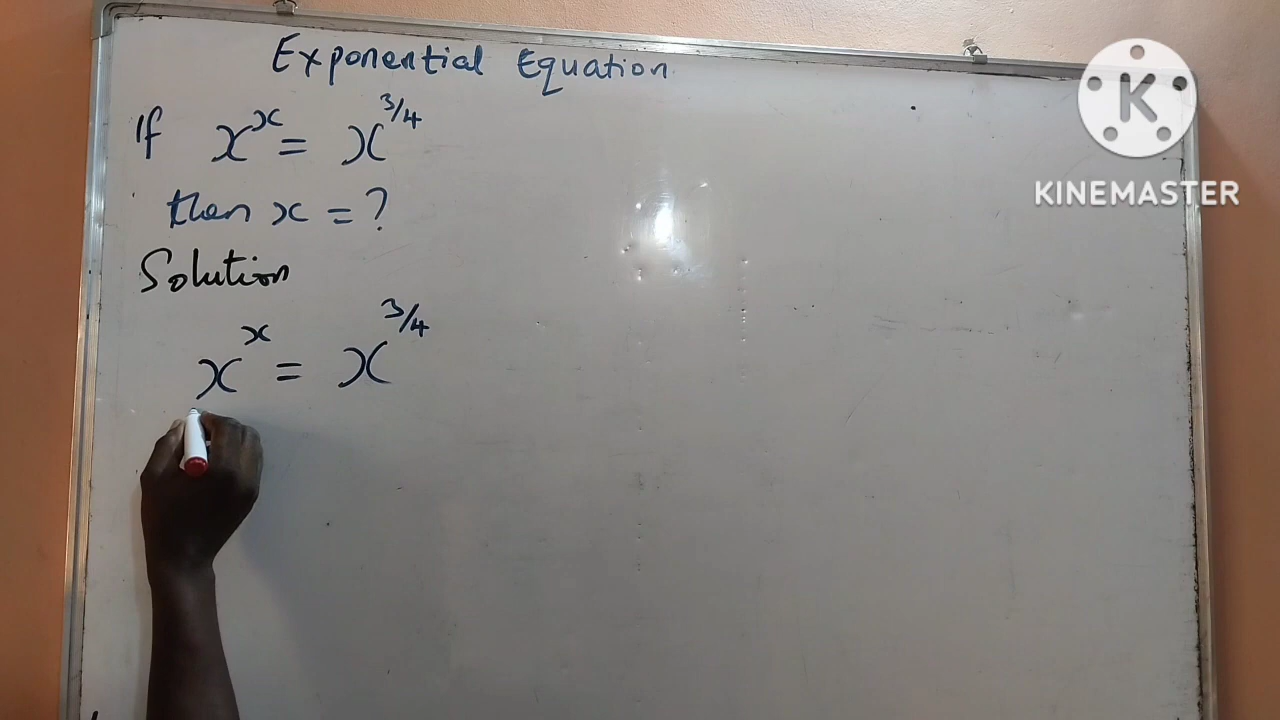 Exponential Equation
If x^x = x^3/4
then x = ?
Solution
x^x = x^3/4
K
KINEMASTER